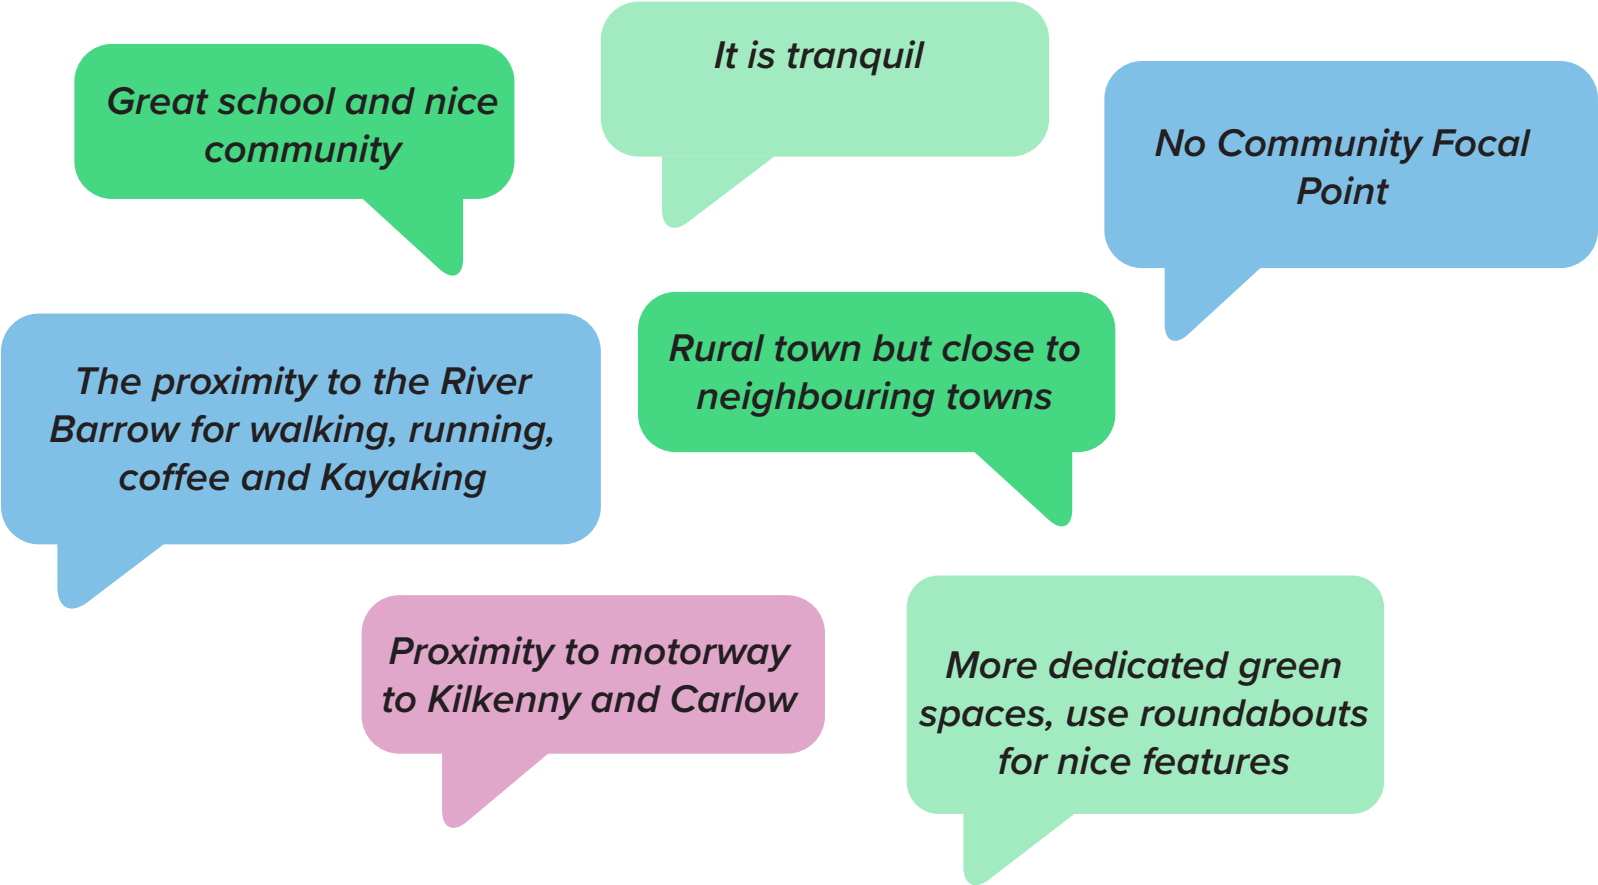 It is tranquil
Great school and nice
community
No Community Focal
Point
Rural town but close to
neighbouring towns
The proximity to the River
Barrow for walking, running,
coffee and Kayaking
Proximity to motorway
to Kilkenny and Carlow
More dedicated green
spaces, use roundabouts
for nice features